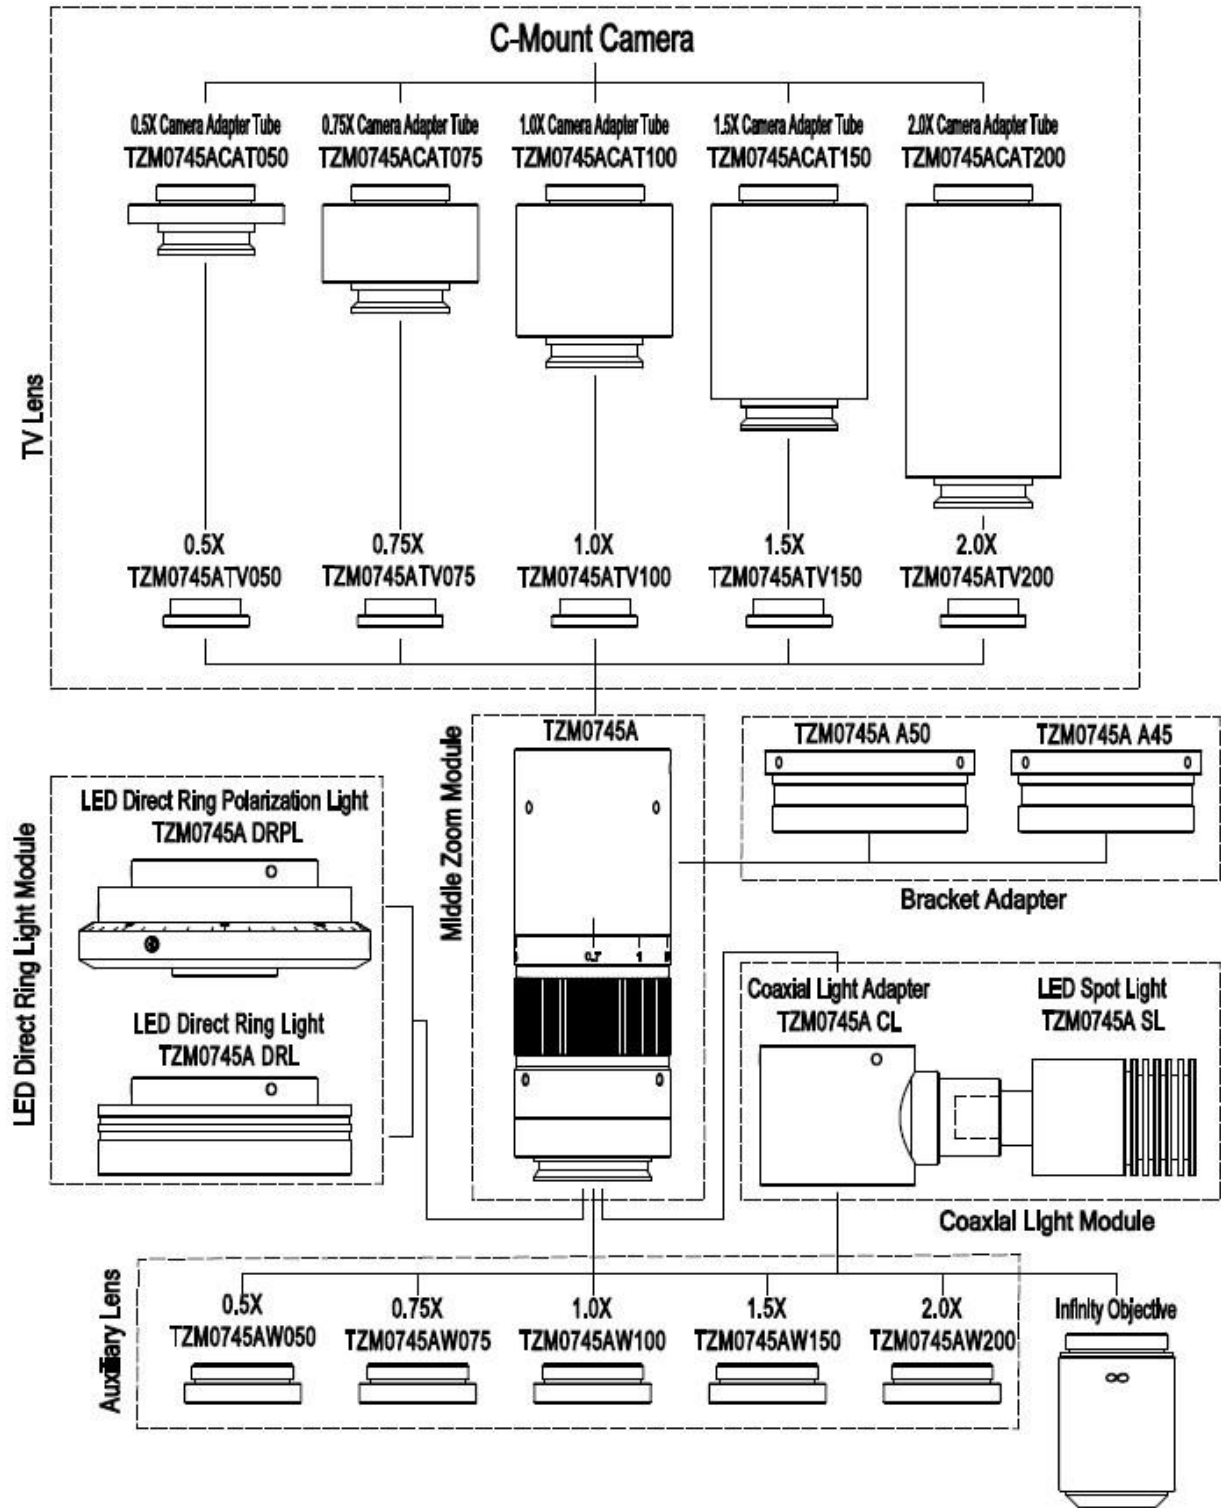 C-Mount Camera
0.5X Camera Adapter Tube
TZM0745ACAT050
0.75X Camera Adapter Tube
TZM0745ACAT075
1.0X Camera Adapter Tube
TZM0745ACAT100
1.5X Camera Adapter Tube
TZM0745ACAT150
2.0X Camera Adapter Tube
TZM0745ACAT200
TV Lens
0.5X
TZM0745ATV050
0.75X
TZM0745ATV075
1.0X
TZM0745ATV100
1.5X
TZM0745ATV150
2.0X
TZM0745ATV200
Middle Zoom Module
TZM0745A
0.7
1
TZM0745A A50
TZM0745A A45
Bracket Adapter
LED Direct Ring Light Module
LED Direct Ring Polarization Light
TZM0745A DRPL
LED Direct Ring Light
TZM0745A DRL
Coaxial Light Adapter
TZM0745A CL
LED Spot Light
TZM0745A SL
Coaxial Light Module
Auxiliary Lens
0.5X
TZM0745AW050
0.75X
TZM0745AW075
1.0X
TZM0745AW100
1.5X
TZM0745AW150
2.0X
TZM0745AW200
Infinity Objective
∞